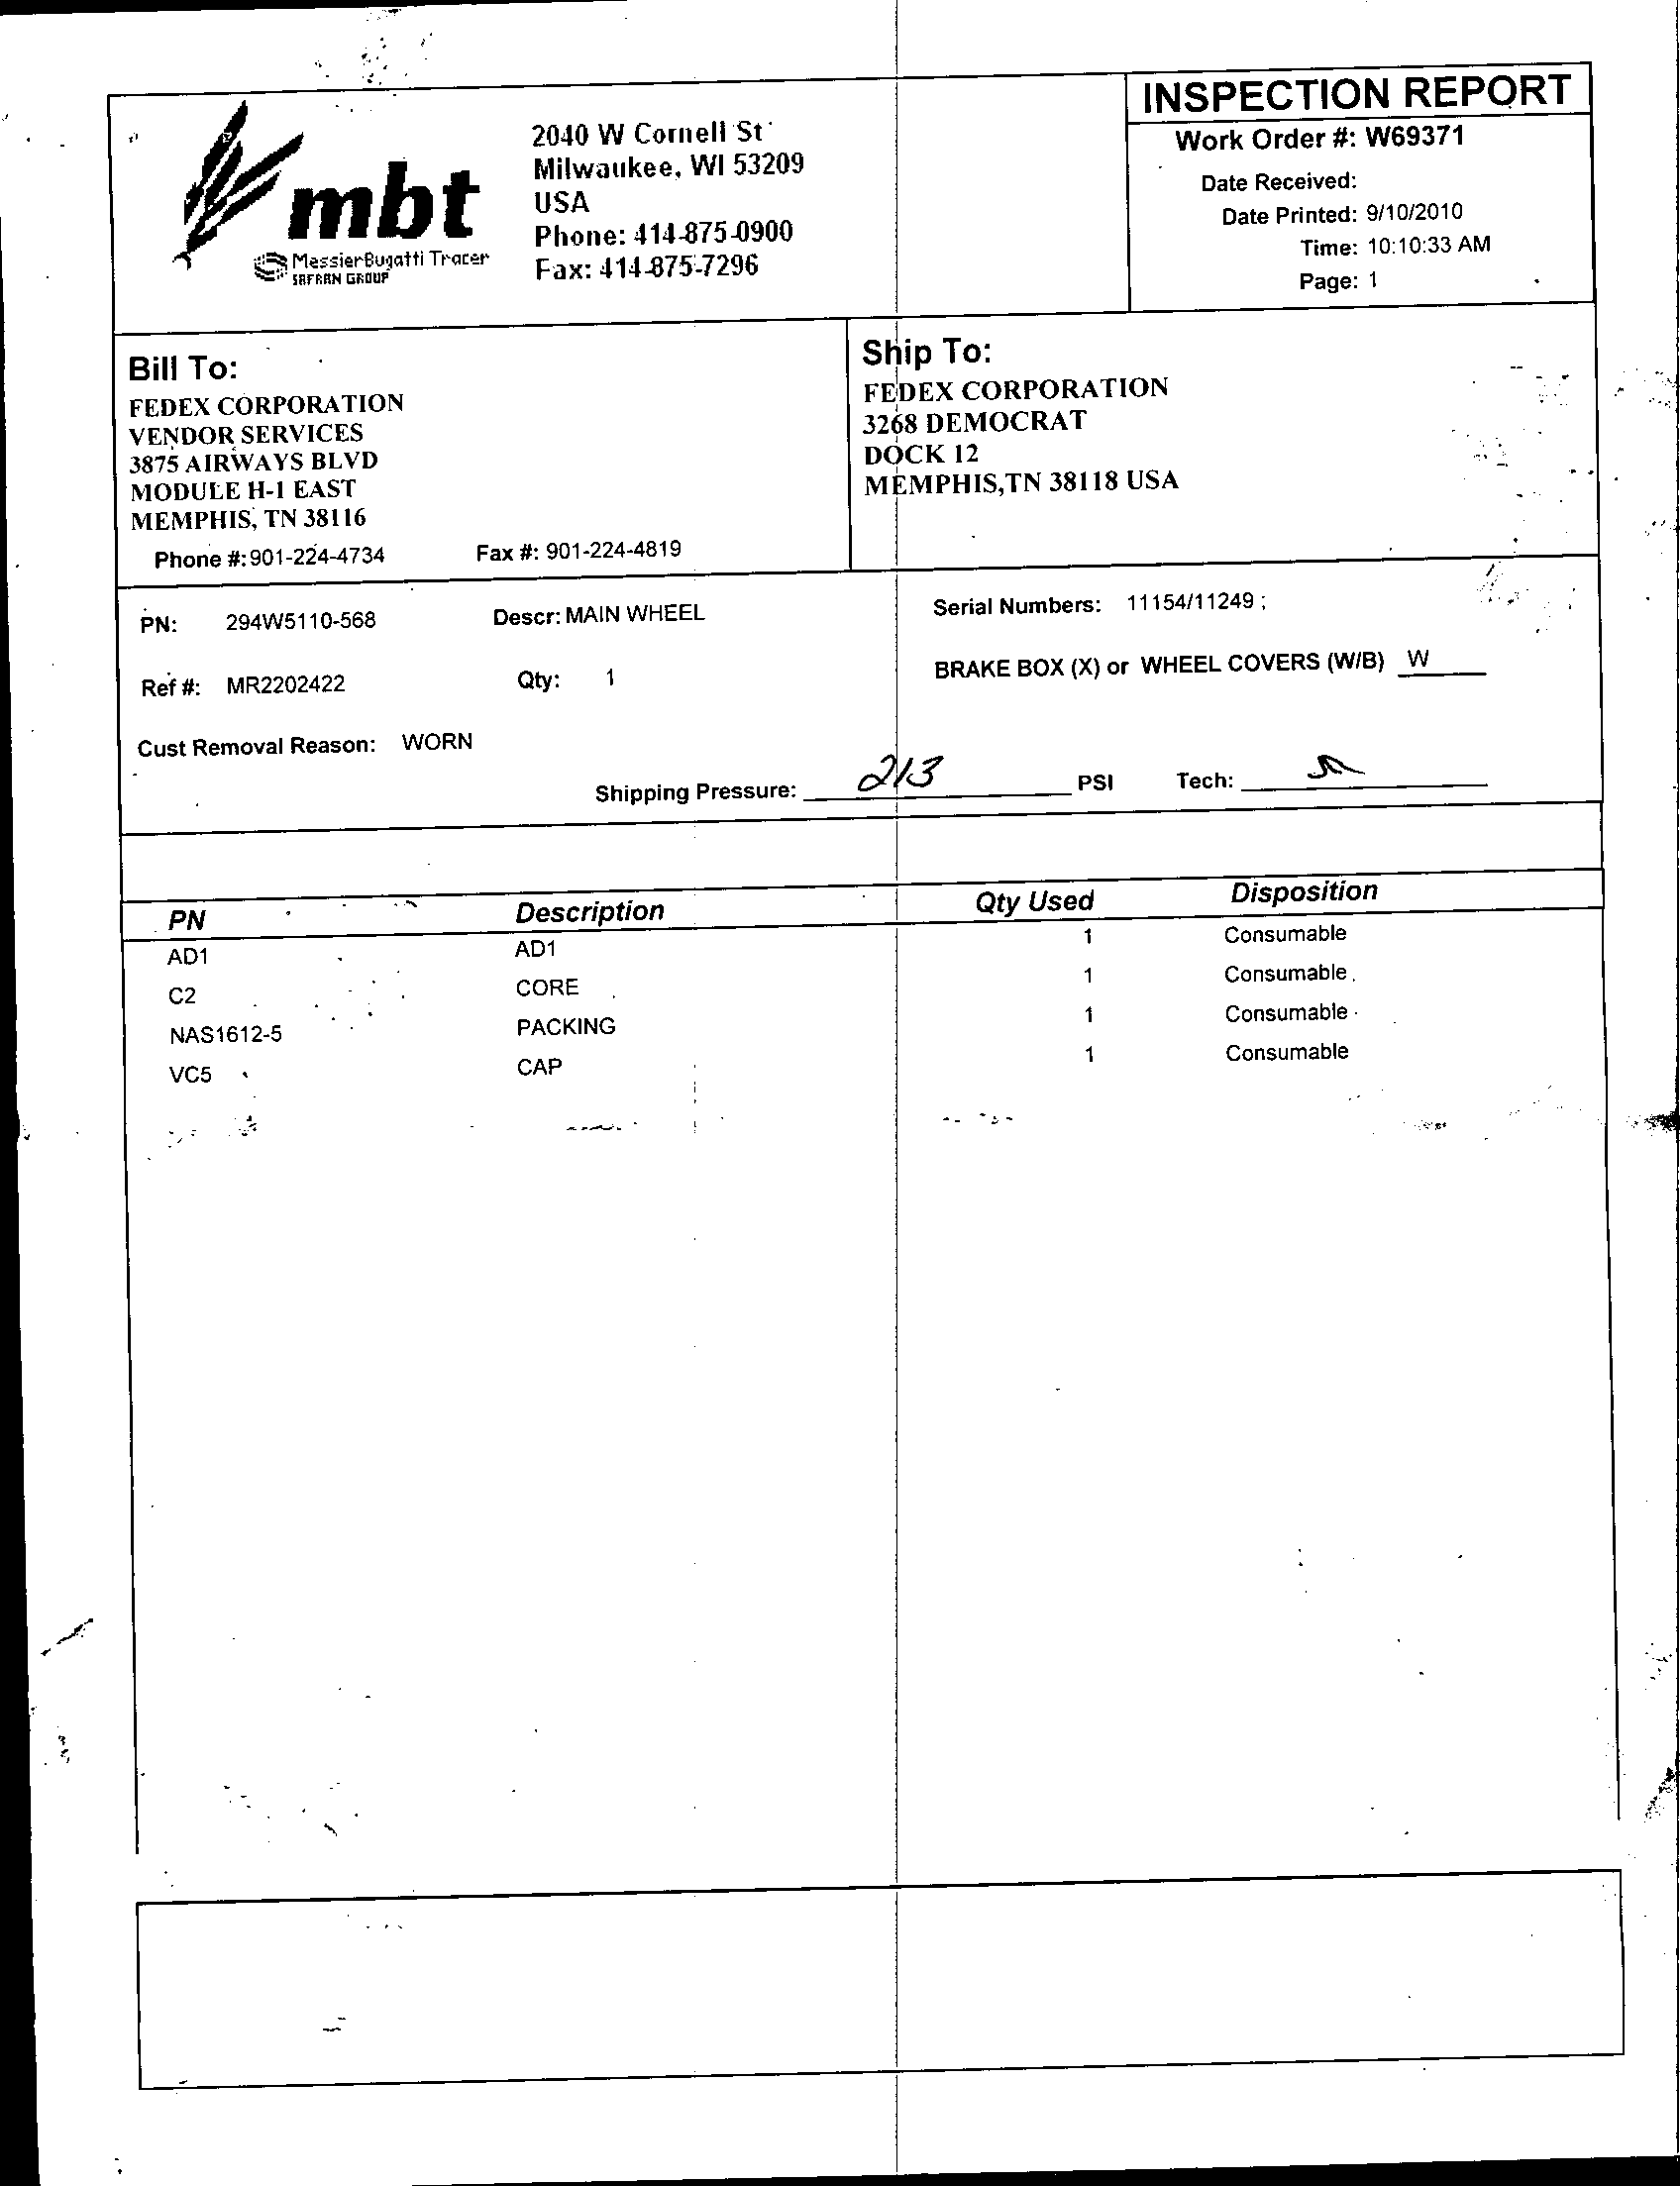 INSPECTION REPORT
mbt
MessierBugatti Tracer
SAFRAN GROUP
2040 W Cornell St
Milwaukee, WI 53209
USA
Phone: 414-875-0900
Fax: 414-875-7296
Work Order #: W69371
Date Received:
Date Printed: 9/10/2010
Time: 10:10:33 AM
Page: 1
Bill To:
FEDEX CORPORATION
VENDOR SERVICES
3875 AIRWAYS BLVD
MODULE H-1 EAST
MEMPHIS, TN 38116
Phone #: 901-224-4734 Fax #: 901-224-4819
Ship To:
FEDEX CORPORATION
3268 DEMOCRAT
DOCK 12
MEMPHIS,TN 38118 USA
PN: 294W5110-568 Descr: MAIN WHEEL Serial Numbers: 11154/11249 ;
Ref #: MR2202422 Qty: 1 BRAKE BOX (X) or WHEEL COVERS (W/B) W
Cust Removal Reason: WORN
Shipping Pressure: 213 PSI Tech:
PN Description Qty Used Disposition
AD1 AD1 1 Consumable
C2 CORE 1 Consumable
NAS1612-5 PACKING 1 Consumable
VC5 CAP 1 Consumable